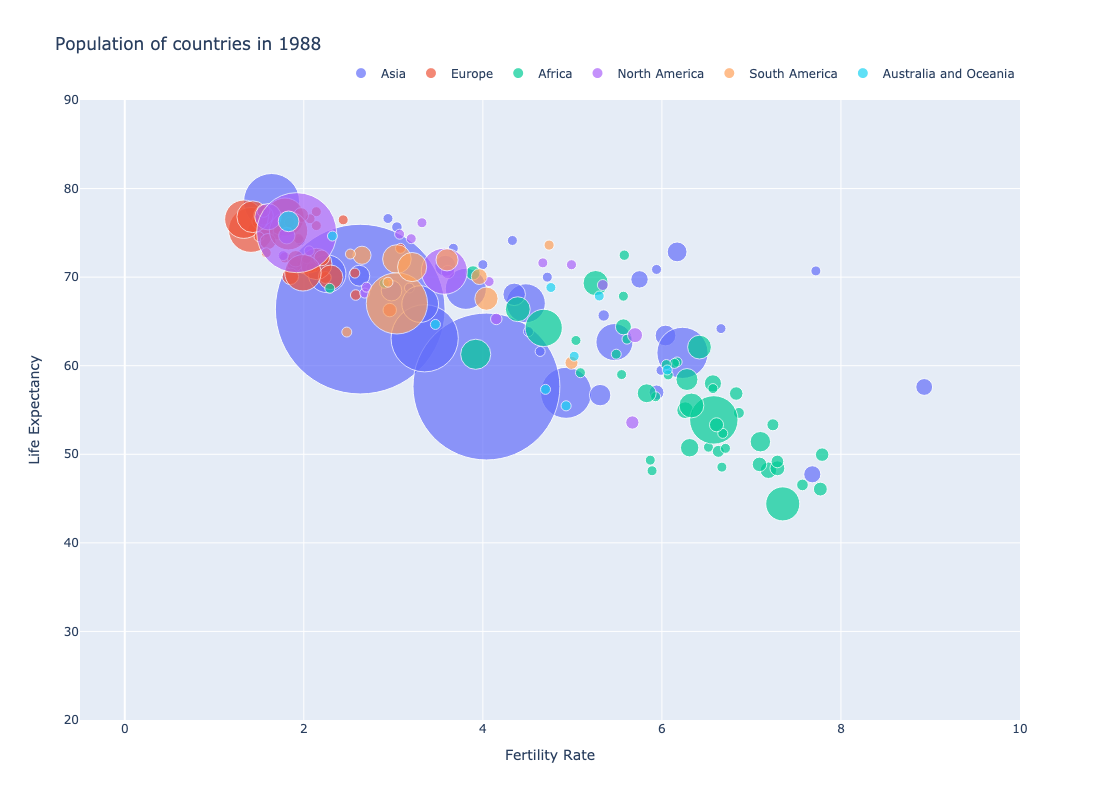 Population of countries in 1988
Asia Europe Africa North America South America Australia and Oceania
90
80
70
60
50
40
30
20
Life Expectancy
0 2 4 6 8 10
Fertility Rate